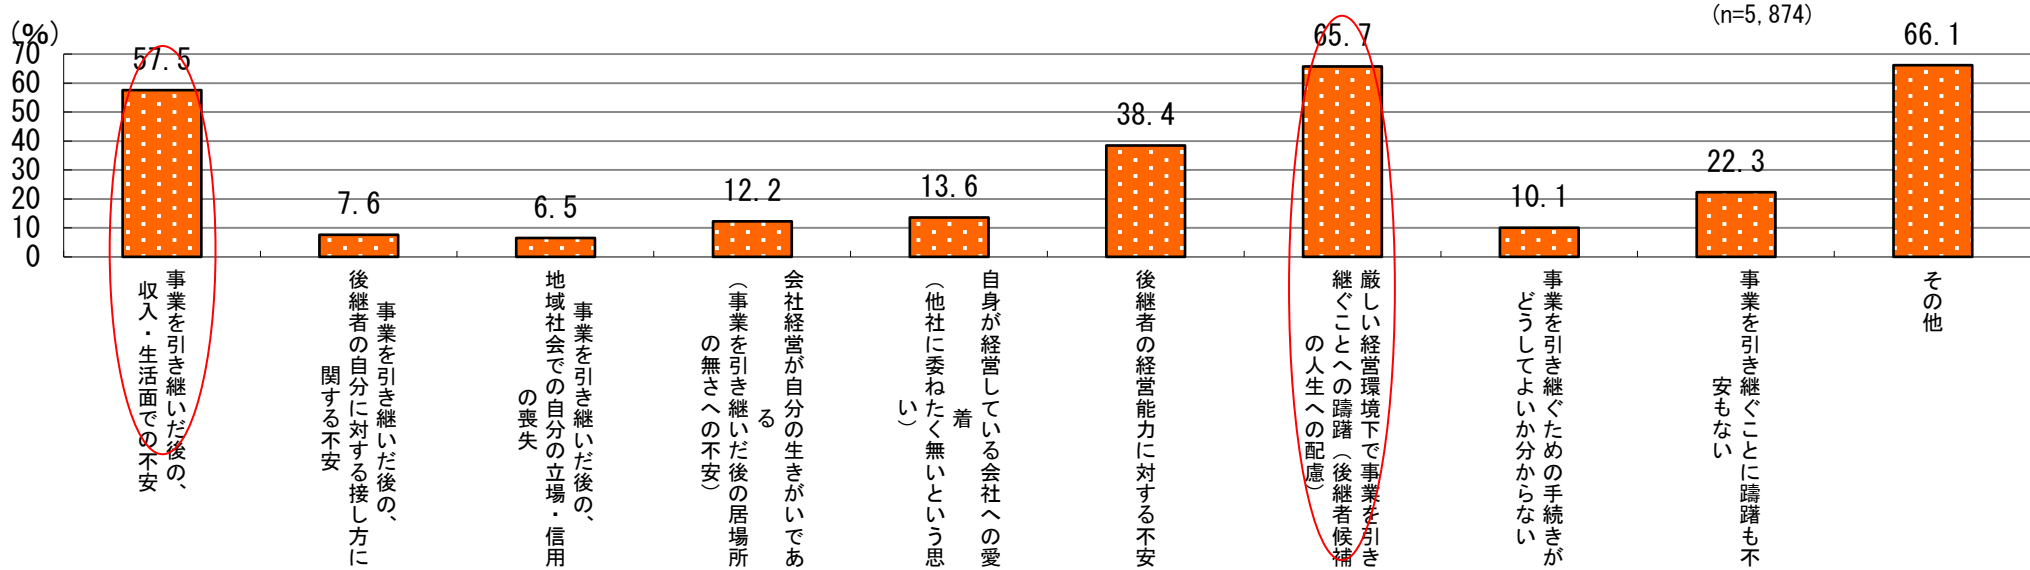 (n=5,874)
(%)
70
60
50
40
30
20
10
0
57.5
7.6
6.5
12.2
13.6
38.4
65.7
10.1
22.3
66.1
事業を引き継いだ後の、
収入・生活面での不安
事業を引き継いだ後の、
後継者の自分に対する接し方に
関する不安
事業を引き継いだ後の、
地域社会での自分の立場・信用
の喪失
会社経営が自分の生きがいであ
る
（事業を引き継いだ後の居場所
の無さへの不安）
自身が経営している会社への愛
着
（他社に委ねたく無いという思
い）
後継者の経営能力に対する不安
厳しい経営環境下で事業を引き
継ぐことへの躊躇（後継者候補
の人生への配慮）
事業を引き継ぐための手続きが
どうしてよいか分からない
事業を引き継ぐことに躊躇も不
安もない
その他